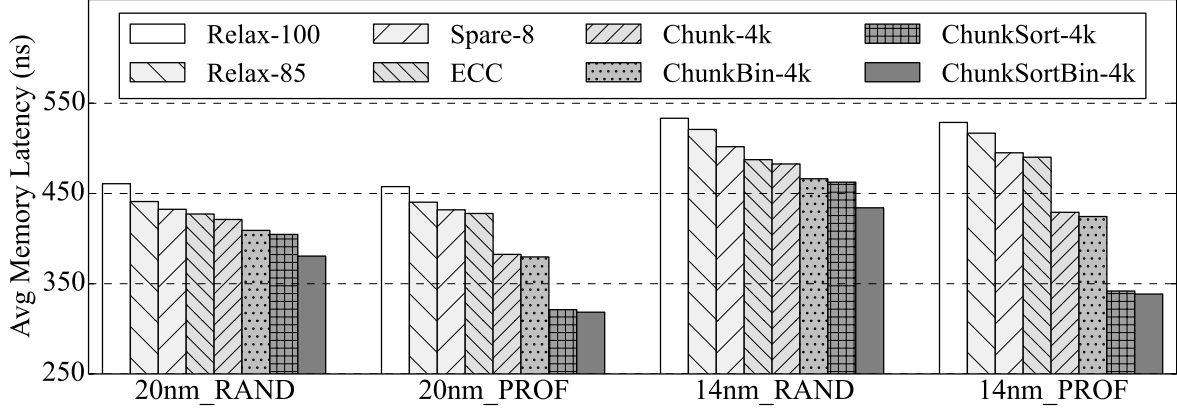 Relax-100 Spare-8 Chunk-4k ChunkSort-4k
Relax-85 ECC ChunkBin-4k ChunkSortBin-4k
Avg Memory Latency (ns)
550
450
350
250
20nm_RAND 20nm_PROF 14nm_RAND 14nm_PROF